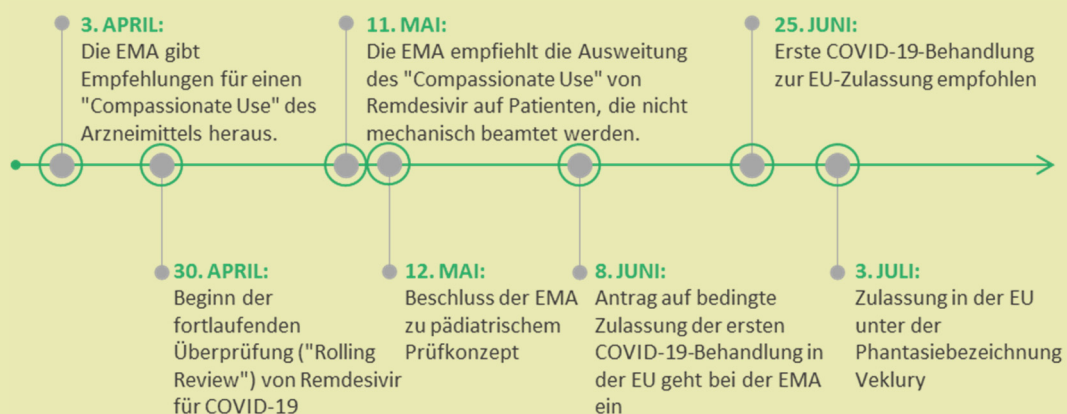 3. APRIL:
Die EMA gibt
Empfehlungen für einen
"Compassionate Use" des
Arzneimittels heraus.
11. MAI:
Die EMA empfiehlt die Ausweitung
des "Compassionate Use" von
Remdesivir auf Patienten, die nicht
mechanisch beamtet werden.
25. JUNI:
Erste COVID-19-Behandlung
zur EU-Zulassung empfohlen
30. APRIL:
Beginn der
fortlaufenden
Überprüfung ("Rolling
Review") von Remdesivir
für COVID-19
12. MAI:
Beschluss der EMA
zu pädiatrischem
Prüfkonzept
8. JUNI:
Antrag auf bedingte
Zulassung der ersten
COVID-19-Behandlung in
der EU geht bei der EMA
ein
3. JULI:
Zulassung in der EU
unter der
Phantasiebezeichnung
Veklury